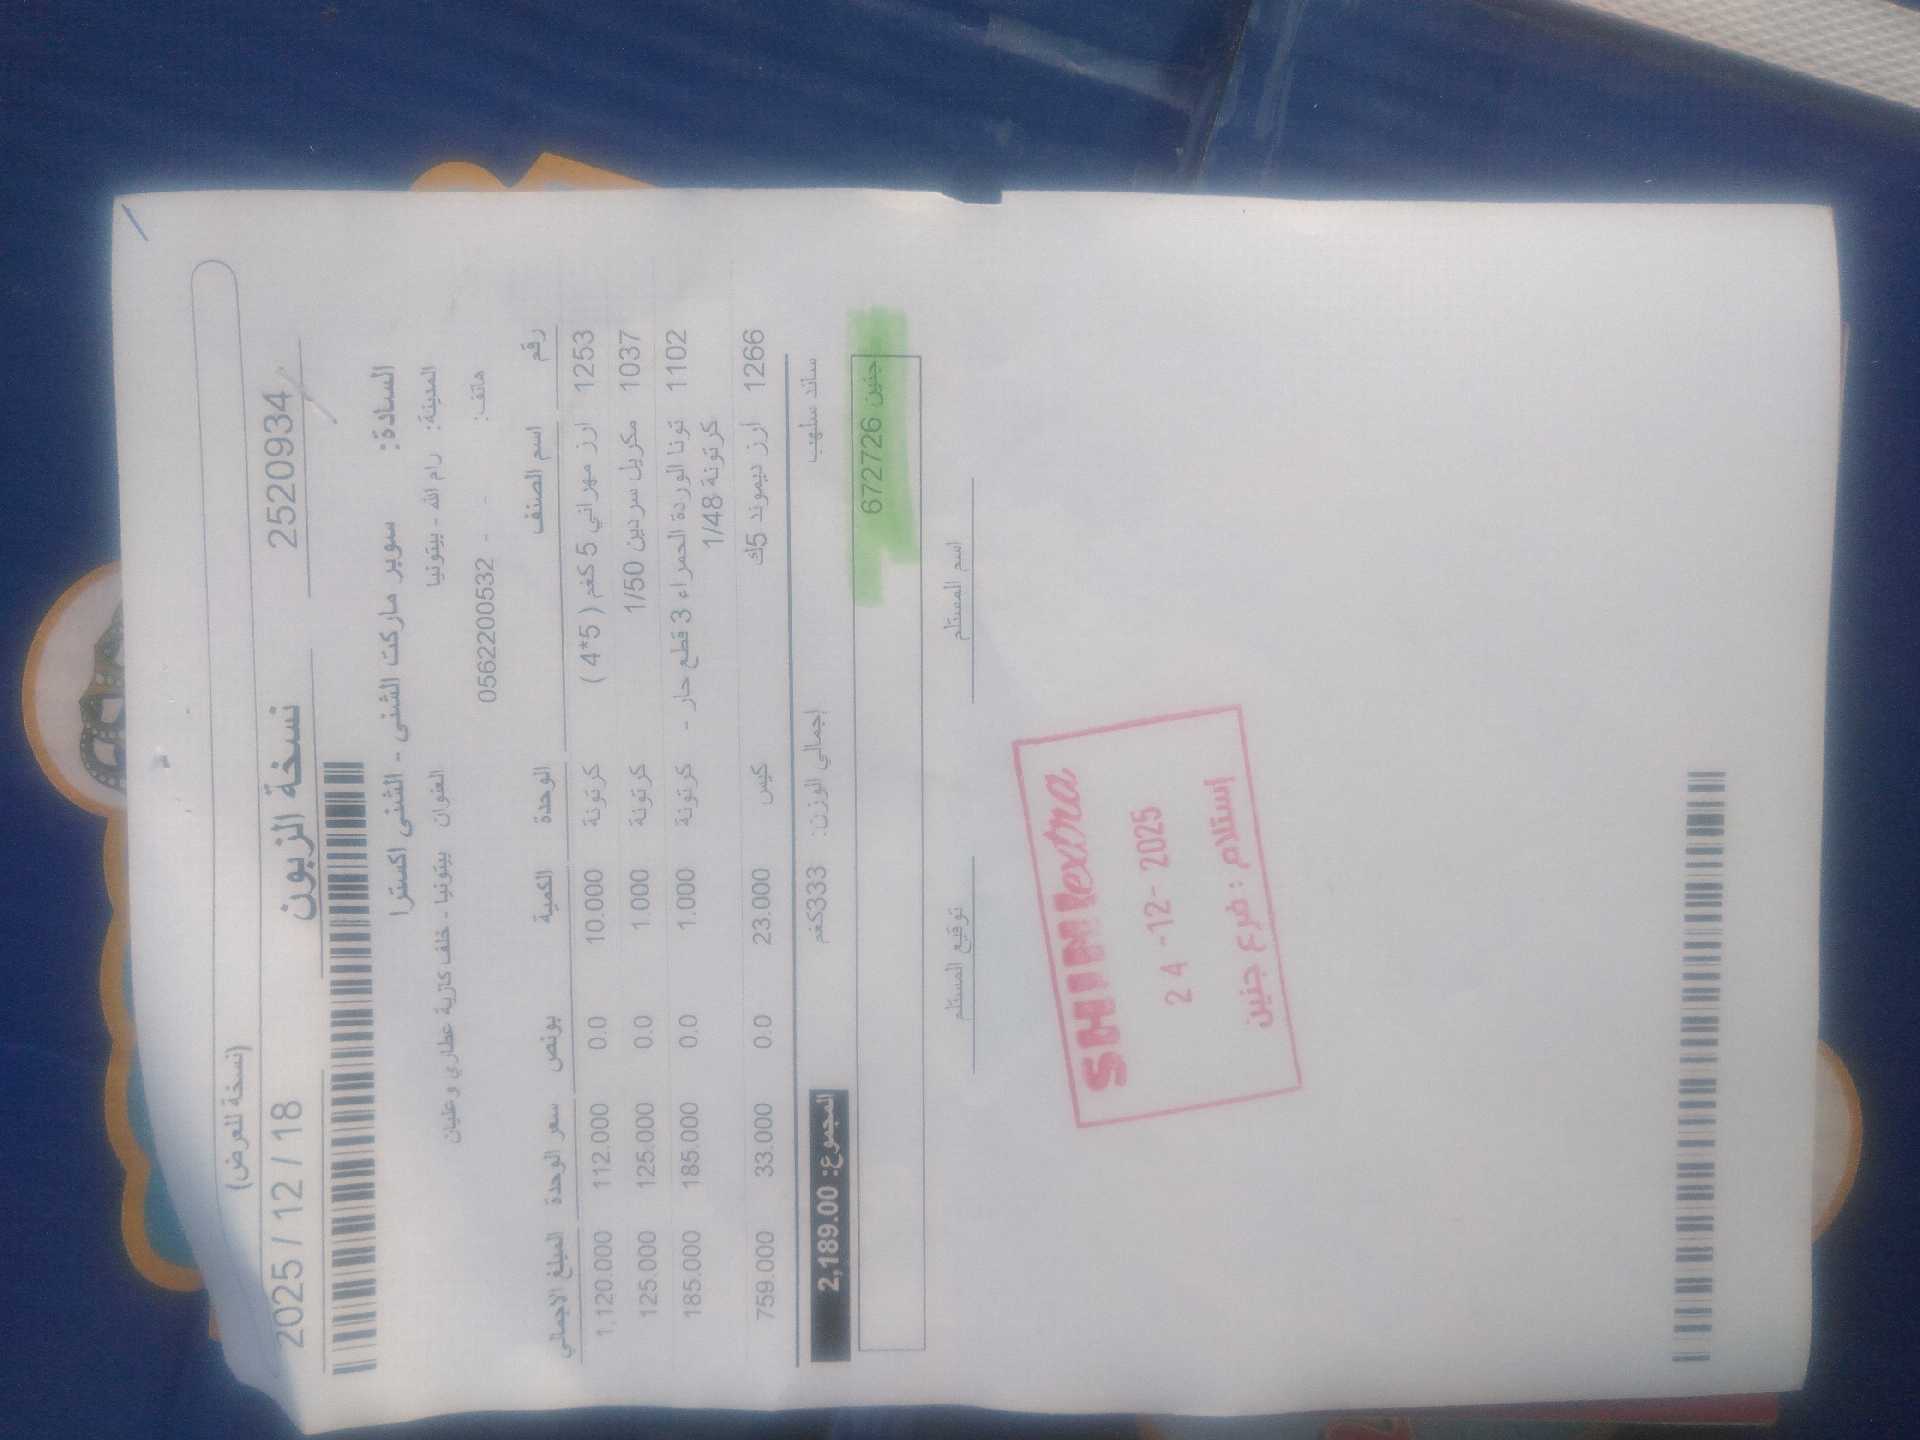 (نسخة للعرض)
2520934 نسخة الزبون 2025 / 12 / 18
السادة: سوبر ماركت الشنى - الشنى اكسترا
المدينة: رام الله - بيتونيا العنوان بيتونيا - خلف كازية عطاري وعليان
هاتف: - - 0562200532
رقم اسم الصنف الوحدة الكمية بونص سعر الوحدة المبلغ الاجمالي
1253 ارز مهراني 5 كغم ( 5*4 ) كرتونة 10.000 0.0 112.000 1,120.000
1037 مكريل سردين 1/50 كرتونة 1.000 0.0 125.000 125.000
1102 تونا الوردة الحمراء 3 قطع حار - كرتونة 1.000 0.0 185.000 185.000
كرتونة 1/48
1266 ارز ديموند 5ك كيس 23.000 0.0 33.000 759.000
سائد سلهب إجمالي الوزن: 333كغم المجموع: 2,189.00
جنين 672726
اسم المستلم توقيع المستلم
SHINI extra
24 -12- 2025
إستلام : فرع جنين